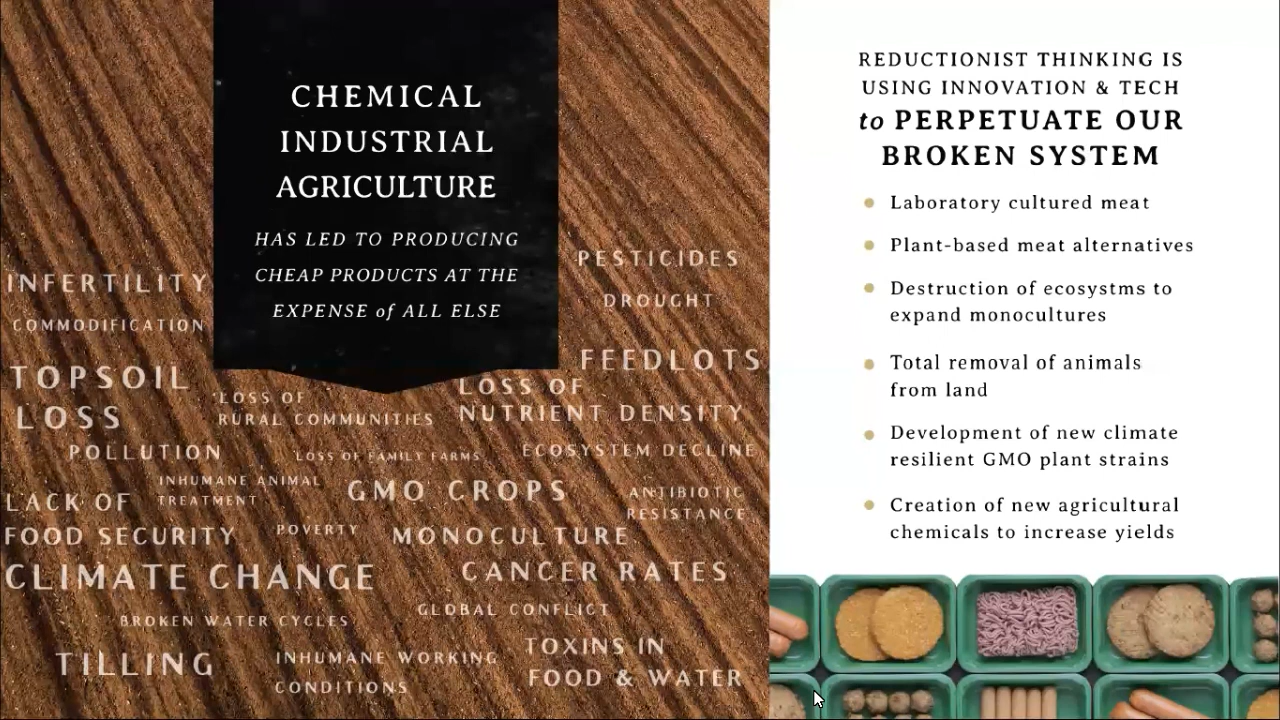 CHEMICAL
INDUSTRIAL
AGRICULTURE
HAS LED TO PRODUCING
CHEAP PRODUCTS AT THE
EXPENSE of ALL ELSE
INFERTILITY
COMMODIFICATION
TOPSOIL
LOSS
POLLUTION
LACK OF
FOOD SECURITY
CLIMATE CHANGE
BROKEN WATER CYCLES
TILLING
LOSS OF
RURAL COMMUNITIES
LOSS OF FAMILY FARMS
INHUMANE ANIMAL
TREATMENT
POVERTY
GMO CROPS
MONOCULTURE
GLOBAL CONFLICT
INHUMANE WORKING
CONDITIONS
PESTICIDES
DROUGHT
FEEDLOTS
LOSS OF
NUTRIENT DENSITY
ECOSYSTEM DECLINE
ANTIBIOTIC
RESISTANCE
CANCER RATES
TOXINS IN
FOOD & WATER
REDUCTIONIST THINKING IS
USING INNOVATION & TECH
to PERPETUATE OUR
BROKEN SYSTEM
Laboratory cultured meat
Plant-based meat alternatives
Destruction of ecosystms to
expand monocultures
Total removal of animals
from land
Development of new climate
resilient GMO plant strains
Creation of new agricultural
chemicals to increase yields